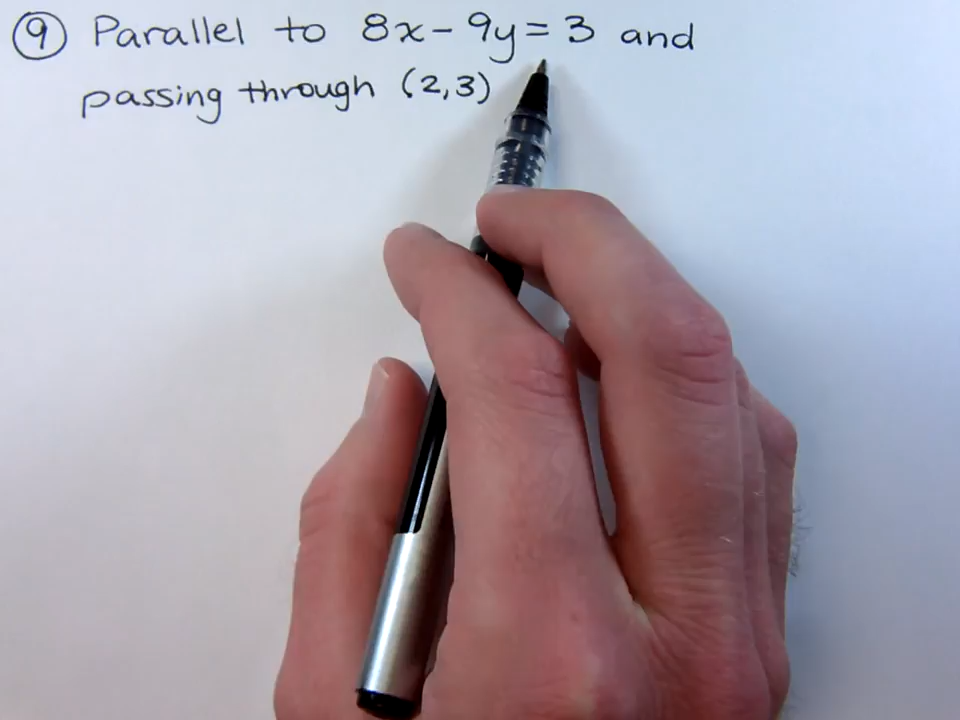 ⑨ Parallel to 8x - 9y = 3 and
passing through (2,3)